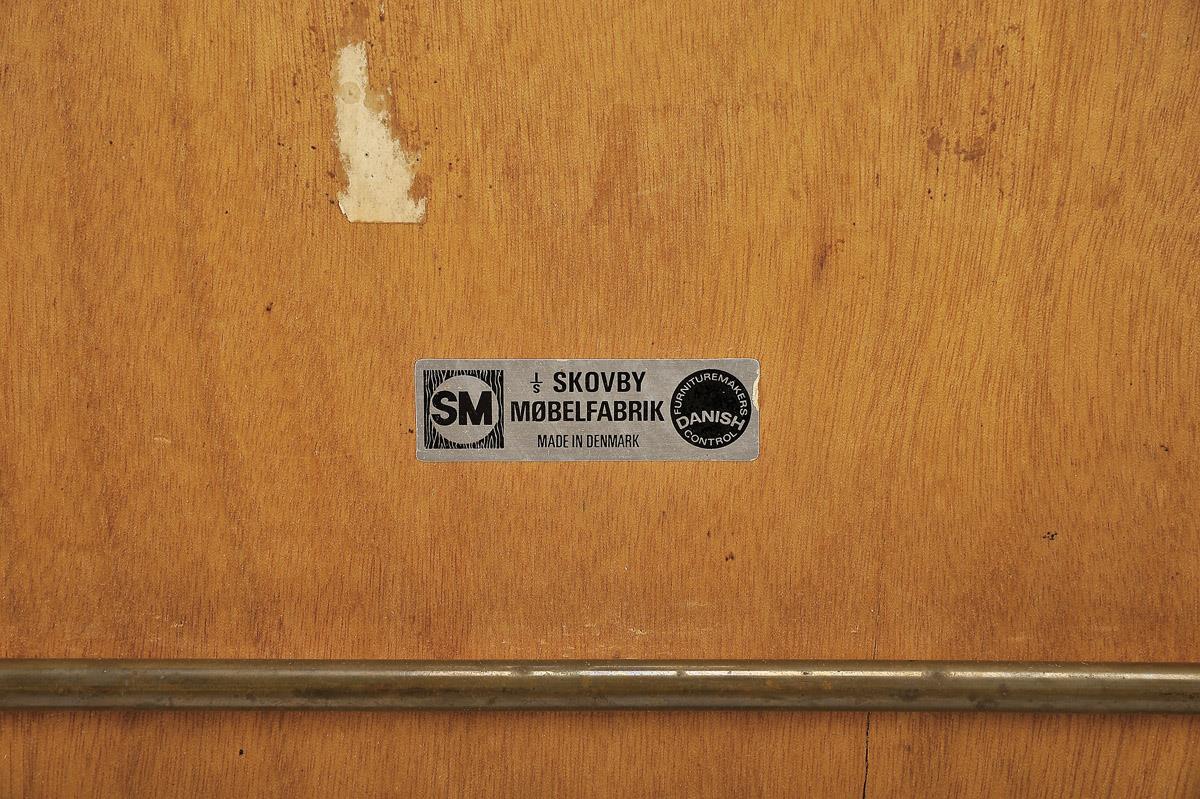 SM
I/S SKOVBY
MØBELFABRIK
MADE IN DENMARK
FURNITUREMAKERS
DANISH
CONTROL